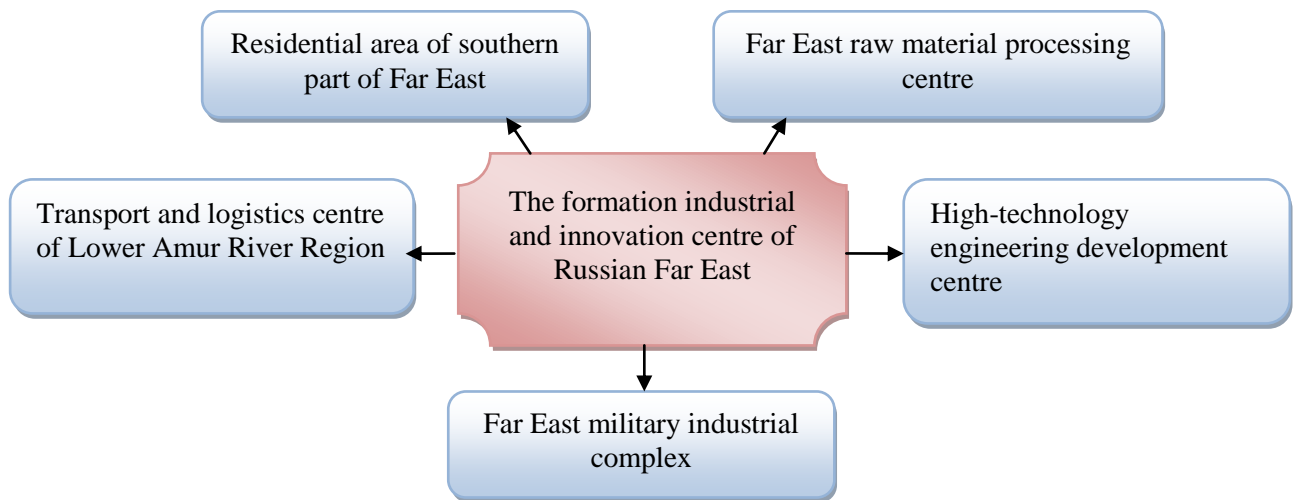 Residential area of southern
part of Far East
Far East raw material processing
centre
Transport and logistics centre
of Lower Amur River Region
The formation industrial
and innovation centre of
Russian Far East
High-technology
engineering development
centre
Far East military industrial
complex